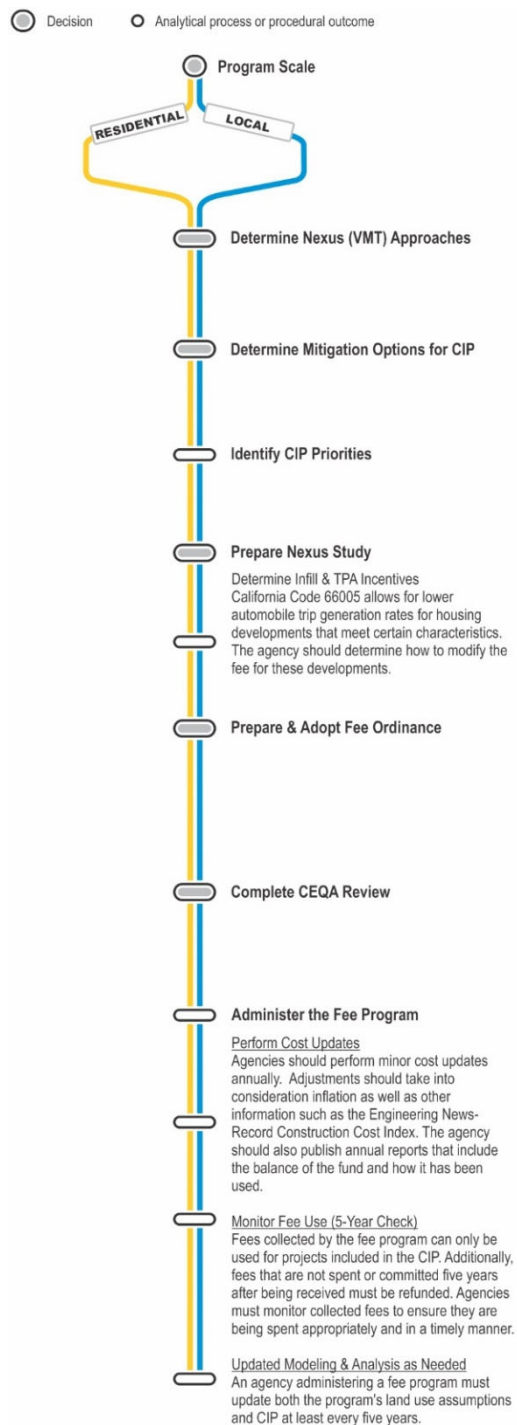 Decision
Analytical process or procedural outcome
Program Scale
RESIDENTIAL
LOCAL
Determine Nexus (VMT) Approaches
Determine Mitigation Options for CIP
Identify CIP Priorities
Prepare Nexus Study
Determine Infill & TPA Incentives
California Code 66005 allows for lower
automobile trip generation rates for housing
developments that meet certain characteristics.
The agency should determine how to modify the
fee for these developments.
Prepare & Adopt Fee Ordinance
Complete CEQA Review
Administer the Fee Program
Perform Cost Updates
Agencies should perform minor cost updates
annually. Adjustments should take into
consideration inflation as well as other
information such as the Engineering News-
Record Construction Cost Index. The agency
should also publish annual reports that include
the balance of the fund and how it has been
used.
Monitor Fee Use (5-Year Check)
Fees collected by the fee program can only be
used for projects included in the CIP. Additionally,
fees that are not spent or committed five years
after being received must be refunded. Agencies
must monitor collected fees to ensure they are
being spent appropriately and in a timely manner.
Updated Modeling & Analysis as Needed
An agency administering a fee program must
update both the program's land use assumptions
and CIP at least every five years.